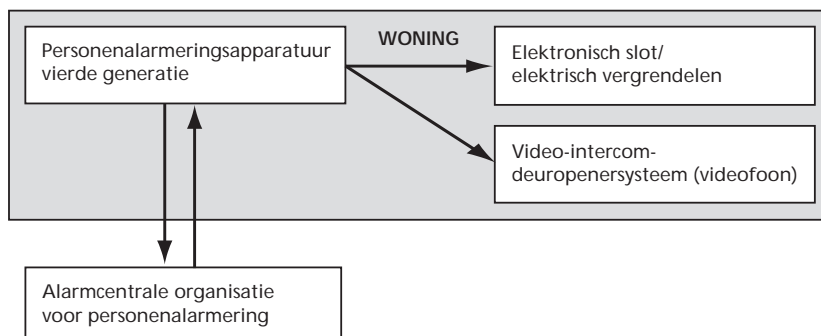 Personenalarmeringsapparatuur
vierde generatie
WONING
Elektronisch slot/
elektrisch vergrendelen
Video-intercom-
deuropenersysteem (videofoon)
Alarmcentrale organisatie
voor personenalarmering